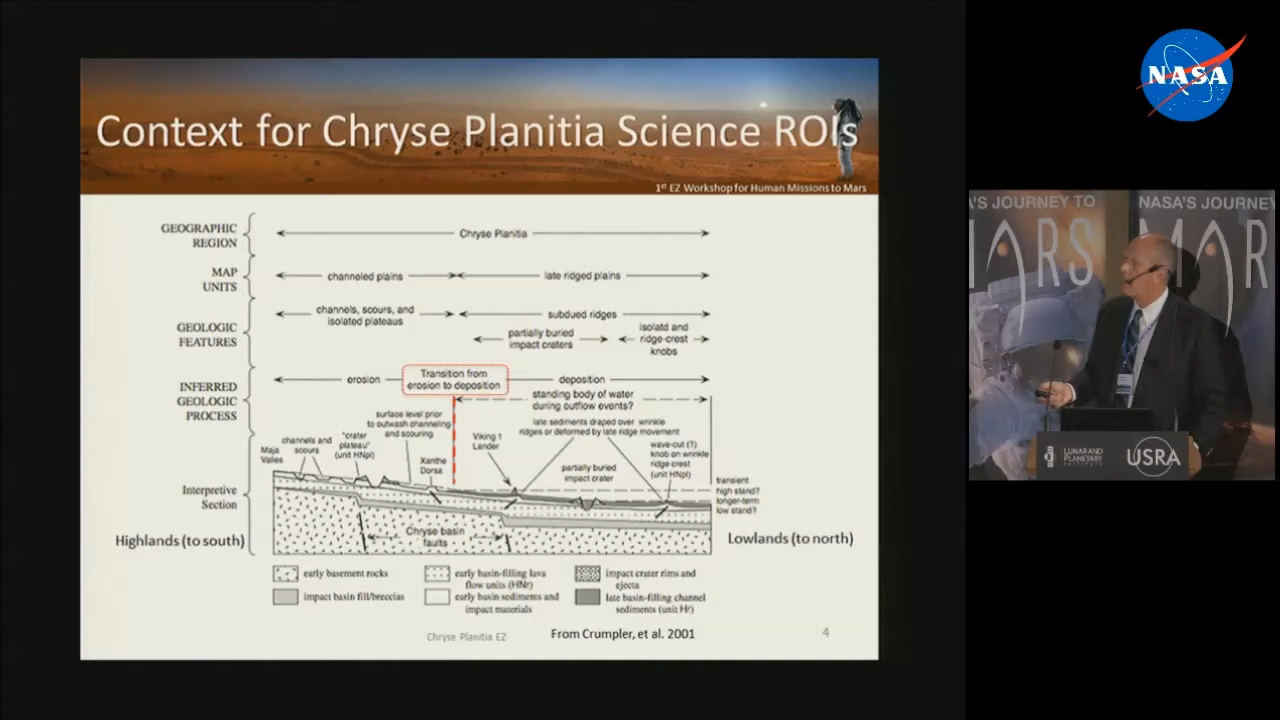 Context for Chryse Planitia Science ROIs
1st EZ Workshop for Human Missions to Mars
GEOGRAPHIC
REGION
Chryse Planitia
MAP
UNITS
channeled plains
late ridged plains
GEOLOGIC
FEATURES
channels, scours, and
isolated plateaus
subdued ridges
partially buried
impact craters
isolatd and
ridge-crest
knobs
INFERRED
GEOLOGIC
PROCESS
erosion
Transition from
erosion to deposition
deposition
standing body of water
during outflow events?
Maja
Valles
channels and
scours
"crater
plateau"
(unit HNpl)
surface level prior
to outwash channeling
and scouring
Xanthe
Dorsa
Viking 1
Lander
late sediments draped over wrinkle
ridges or deformed by late ridge movement
partially buried
impact crater
wave-cut (?)
knob on wrinkle
ridge crest
(unit HNpl)
transient
high stand?
longer-term
low stand?
Interpretive
Section
Highlands (to south)
Chryse basin
faults
Lowlands (to north)
early basement rocks
impact basin fill/breccias
early basin-filling lava
flow units (HNr)
early basin sediments and
impact materials
impact crater rims and
ejecta
late basin-filling channel
sediments (unit Hr)
Chryse Planitia EZ
From Crumpler, et al. 2001
4
NASA
A'S JOURNEY TO
ARS
NASA'S JOURNEY
MAR
LUNAR AND
PLANETARY
INSTITUTE
USRA